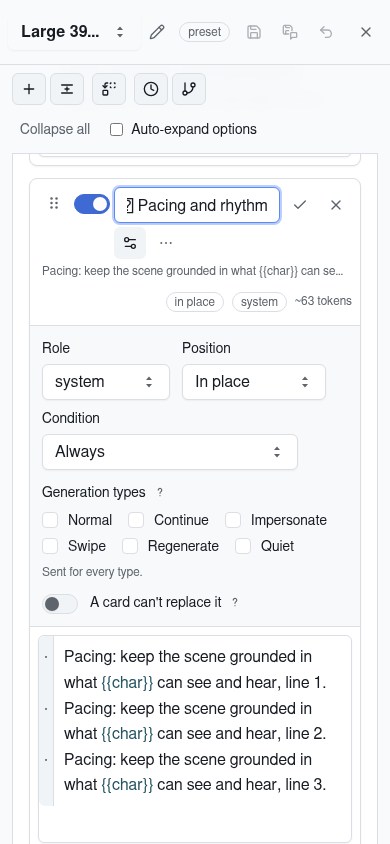 Large 39...
preset
Collapse all
Auto-expand options
Pacing and rhythm
Pacing: keep the scene grounded in what {{char}} can se...
in place
system
~63 tokens
Role
Position
system
In place
Condition
Always
Generation types ?
Normal
Continue
Impersonate
Swipe
Regenerate
Quiet
Sent for every type.
A card can't replace it ?
Pacing: keep the scene grounded in
what {{char}} can see and hear, line 1.
Pacing: keep the scene grounded in
what {{char}} can see and hear, line 2.
Pacing: keep the scene grounded in
what {{char}} can see and hear, line 3.